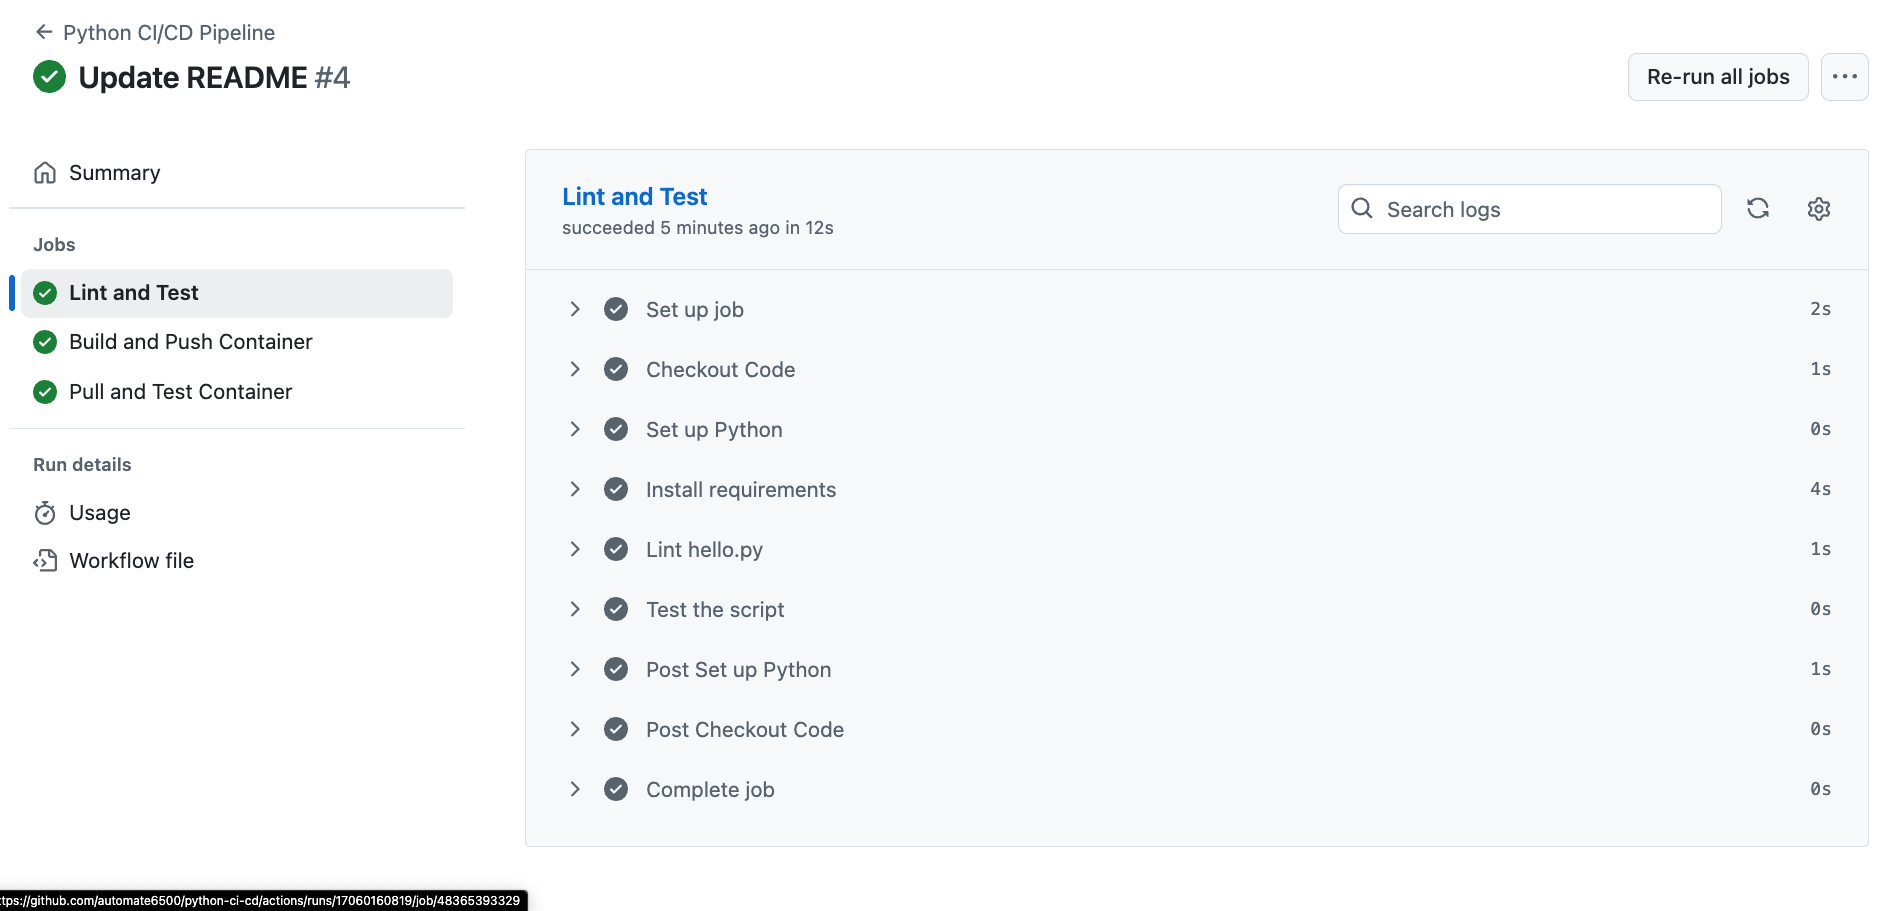 Python CI/CD Pipeline
Update README #4
Re-run all jobs
Summary
Jobs
Lint and Test
Build and Push Container
Pull and Test Container
Run details
Usage
Workflow file
Lint and Test
succeeded 5 minutes ago in 12s
Search logs
Set up job 2s
Checkout Code 1s
Set up Python 0s
Install requirements 4s
Lint hello.py 1s
Test the script 0s
Post Set up Python 1s
Post Checkout Code 0s
Complete job 0s
tps://github.com/automate6500/python-ci-cd/actions/runs/17060160819/job/48365393329